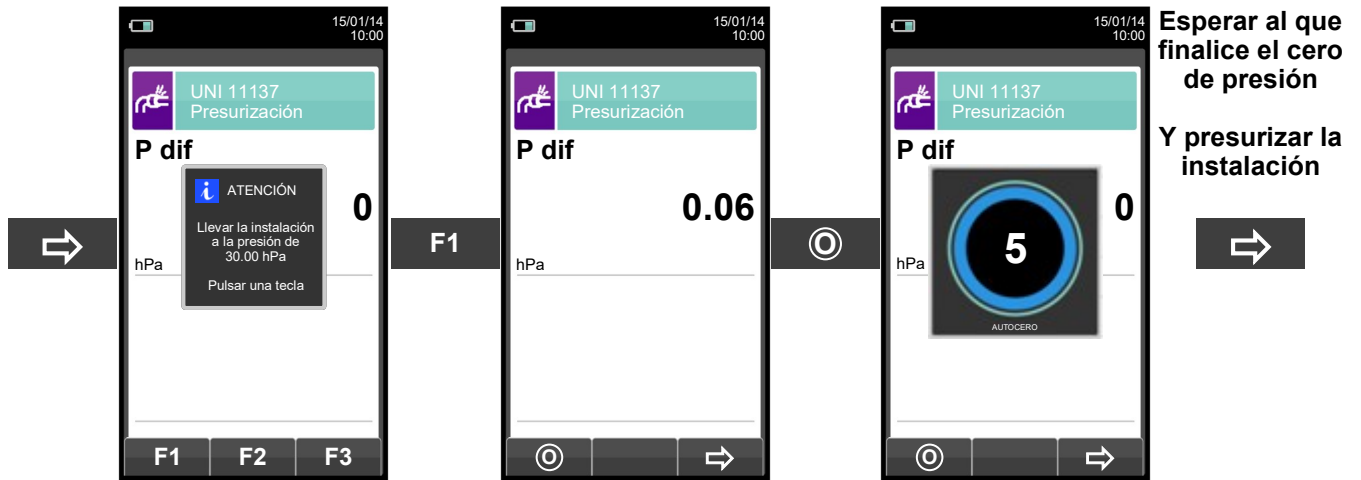 15/01/14
10:00
UNI 11137
Presurización
P dif
ATENCIÓN
Llevar la instalación
a la presión de
30.00 hPa
Pulsar una tecla
0
hPa
F1 F2 F3
F1
15/01/14
10:00
UNI 11137
Presurización
P dif
0.06
hPa
15/01/14
10:00
UNI 11137
Presurización
P dif
5
AUTOCERO
0
hPa
Esperar al que
finalice el cero
de presión
Y presurizar la
instalación